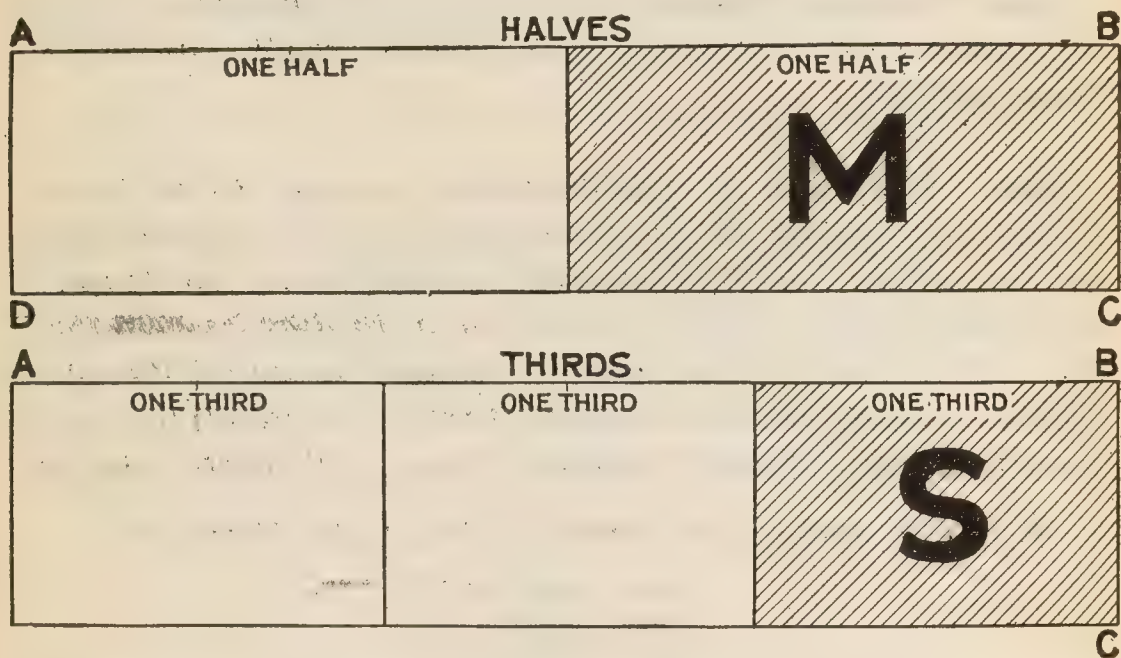 A HALVES B
ONE HALF ONE HALF
M
D C
A THIRDS. B
ONE THIRD ONE THIRD ONE THIRD
S
C